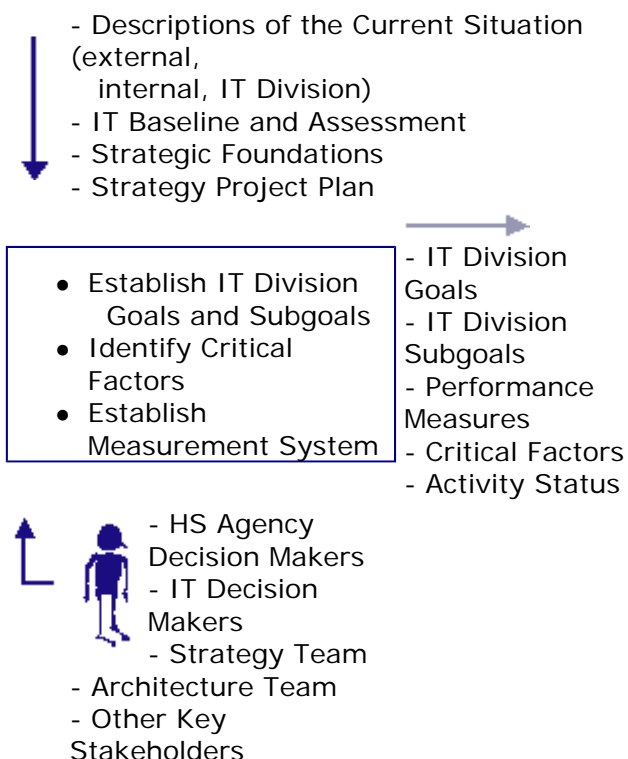 - Descriptions of the Current Situation
(external,
internal, IT Division)
- IT Baseline and Assessment
- Strategic Foundations
- Strategy Project Plan
● Establish IT Division
Goals and Subgoals
● Identify Critical
Factors
● Establish
Measurement System
- IT Division
Goals
- IT Division
Subgoals
- Performance
Measures
- Critical Factors
- Activity Status
- HS Agency
Decision Makers
- IT Decision
Makers
- Strategy Team
- Architecture Team
- Other Key
Stakeholders